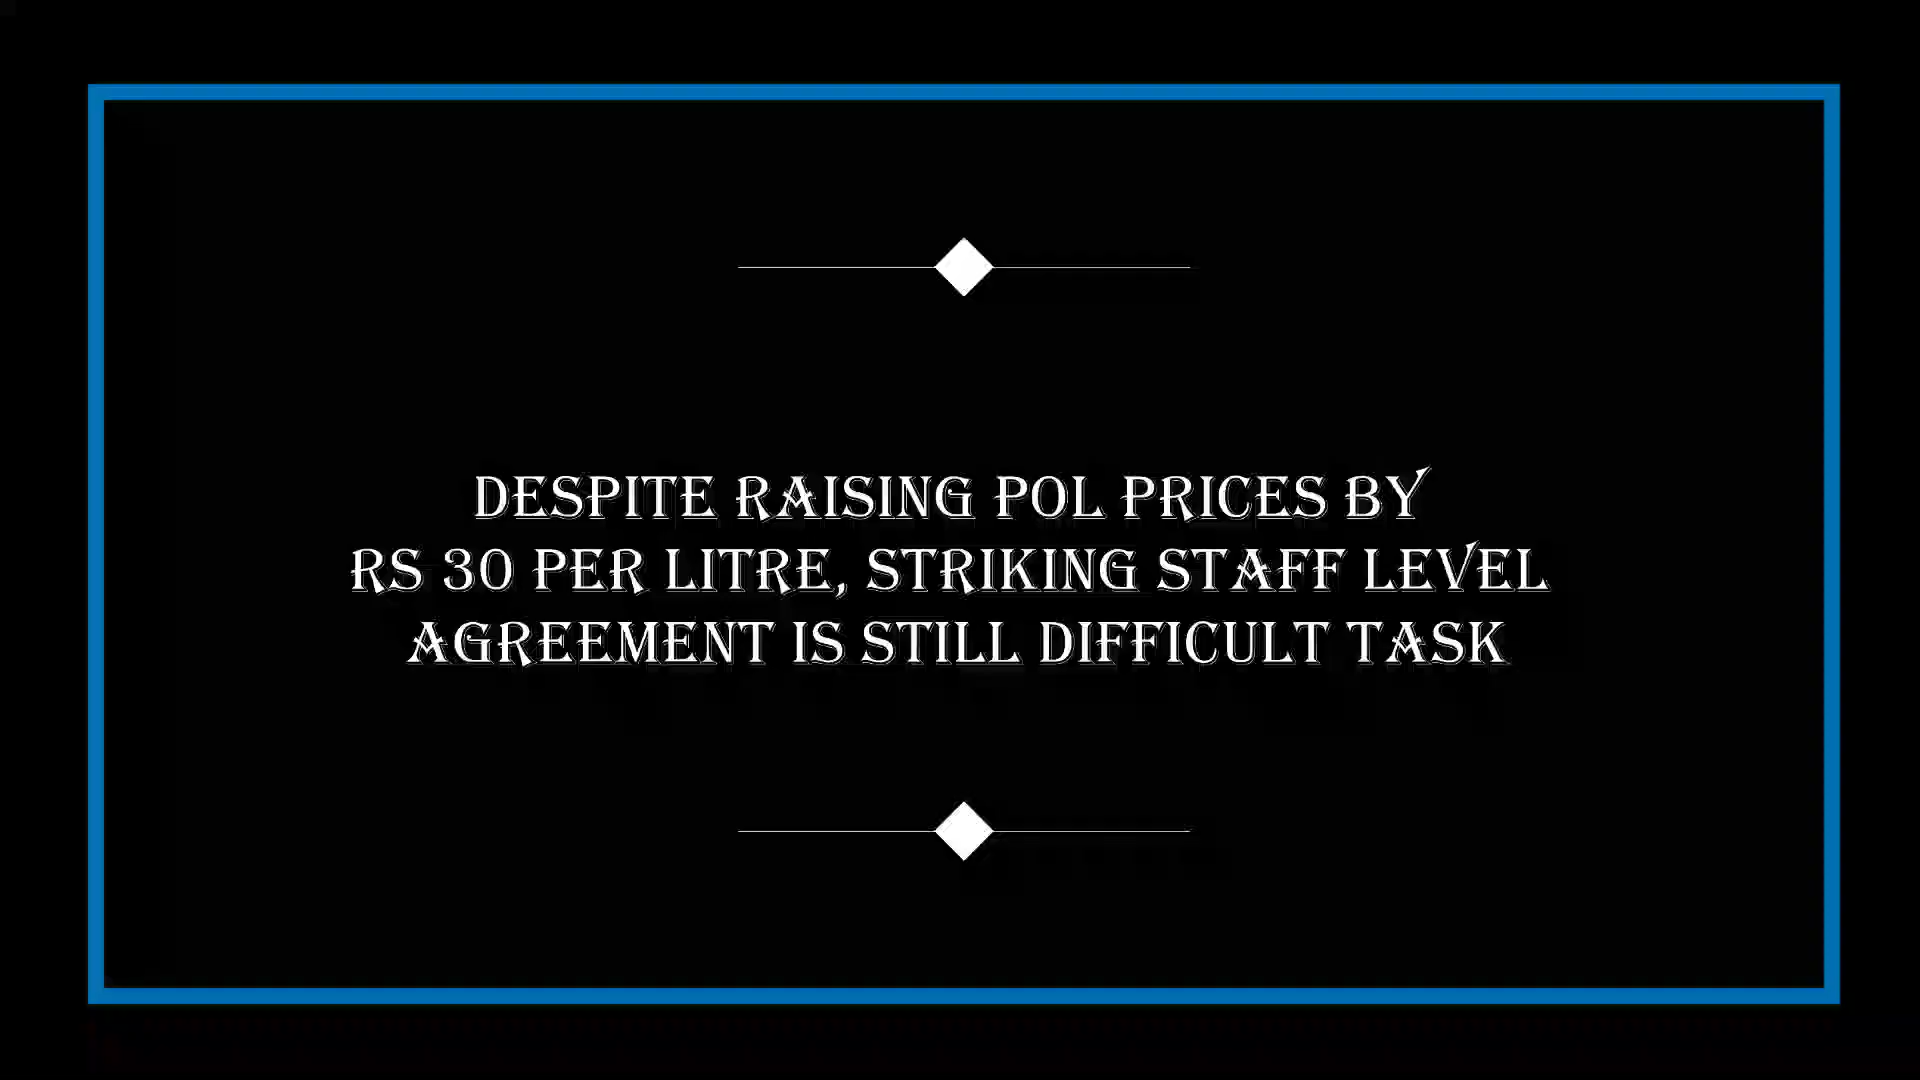 DESPITE RAISING POL PRICES BY
RS 30 PER LITRE, STRIKING STAFF LEVEL
AGREEMENT IS STILL DIFFICULT TASK